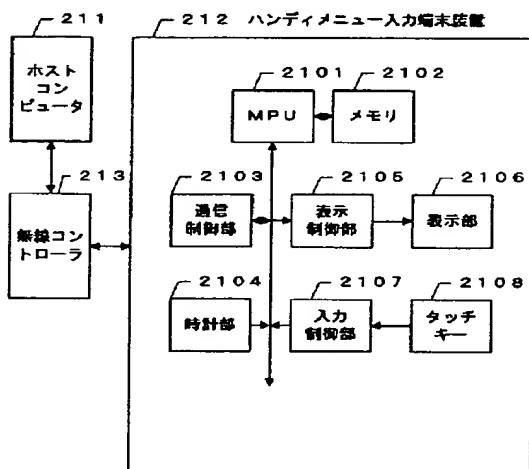 211
212 ハンディメニュー入力端末装置
ホスト
コン
ピュータ
2101
2102
MPU
メモリ
213
2103
2105
2106
無線コン
トローラ
通信
制御部
表示
制御部
表示部
2104
2107
2108
時計部
入力
制御部
タッチ
キー